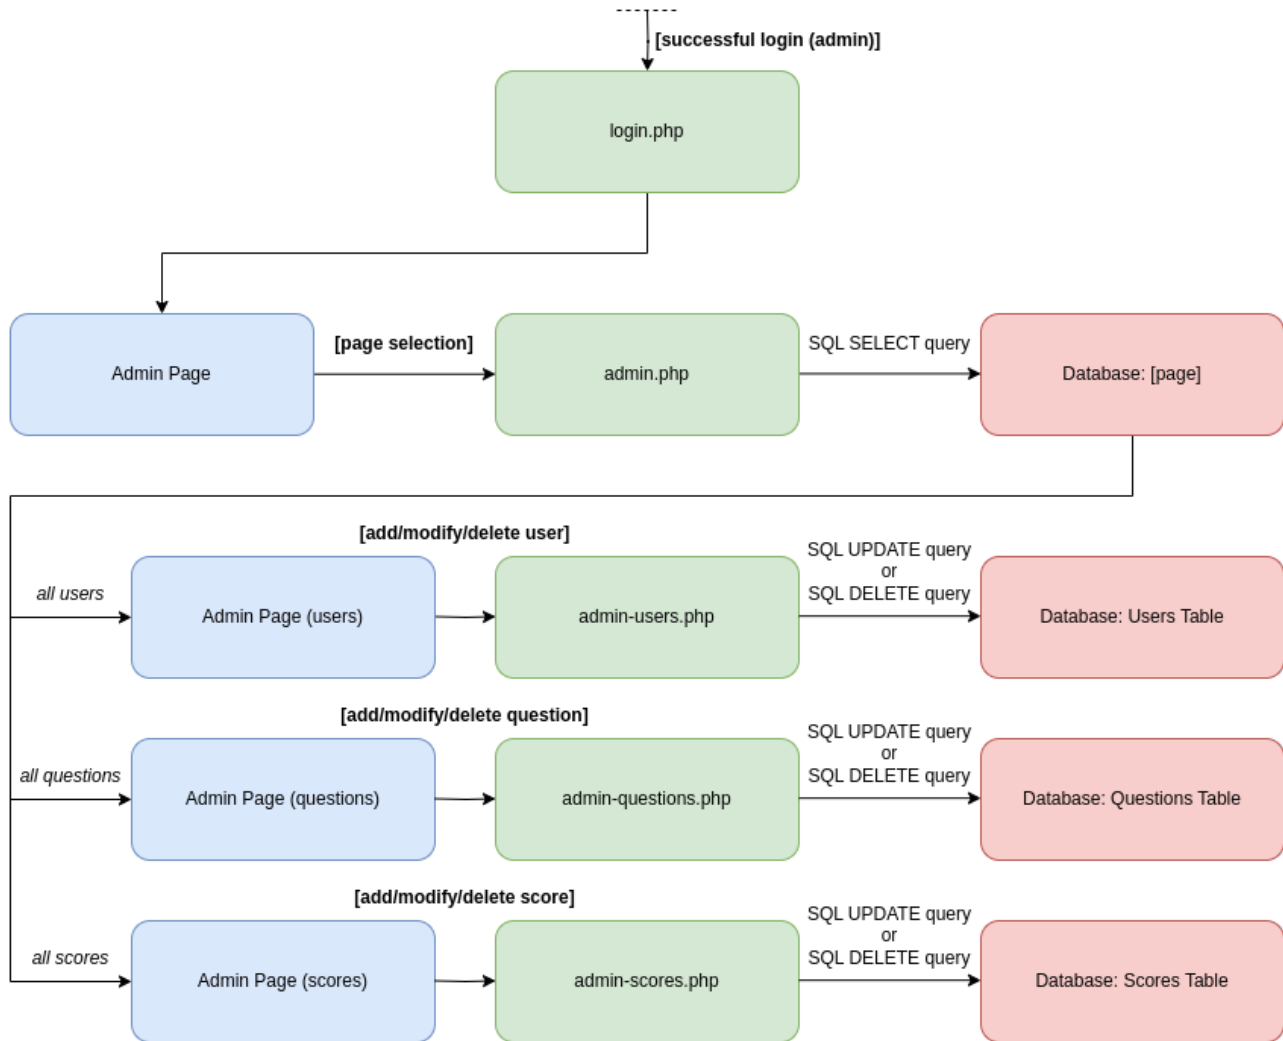 [successful login (admin)]
login.php
Admin Page
[page selection]
admin.php
SQL SELECT query
Database: [page]
[add/modify/delete user]
all users
Admin Page (users)
admin-users.php
SQL UPDATE query
or
SQL DELETE query
Database: Users Table
[add/modify/delete question]
all questions
Admin Page (questions)
admin-questions.php
SQL UPDATE query
or
SQL DELETE query
Database: Questions Table
[add/modify/delete score]
all scores
Admin Page (scores)
admin-scores.php
SQL UPDATE query
or
SQL DELETE query
Database: Scores Table